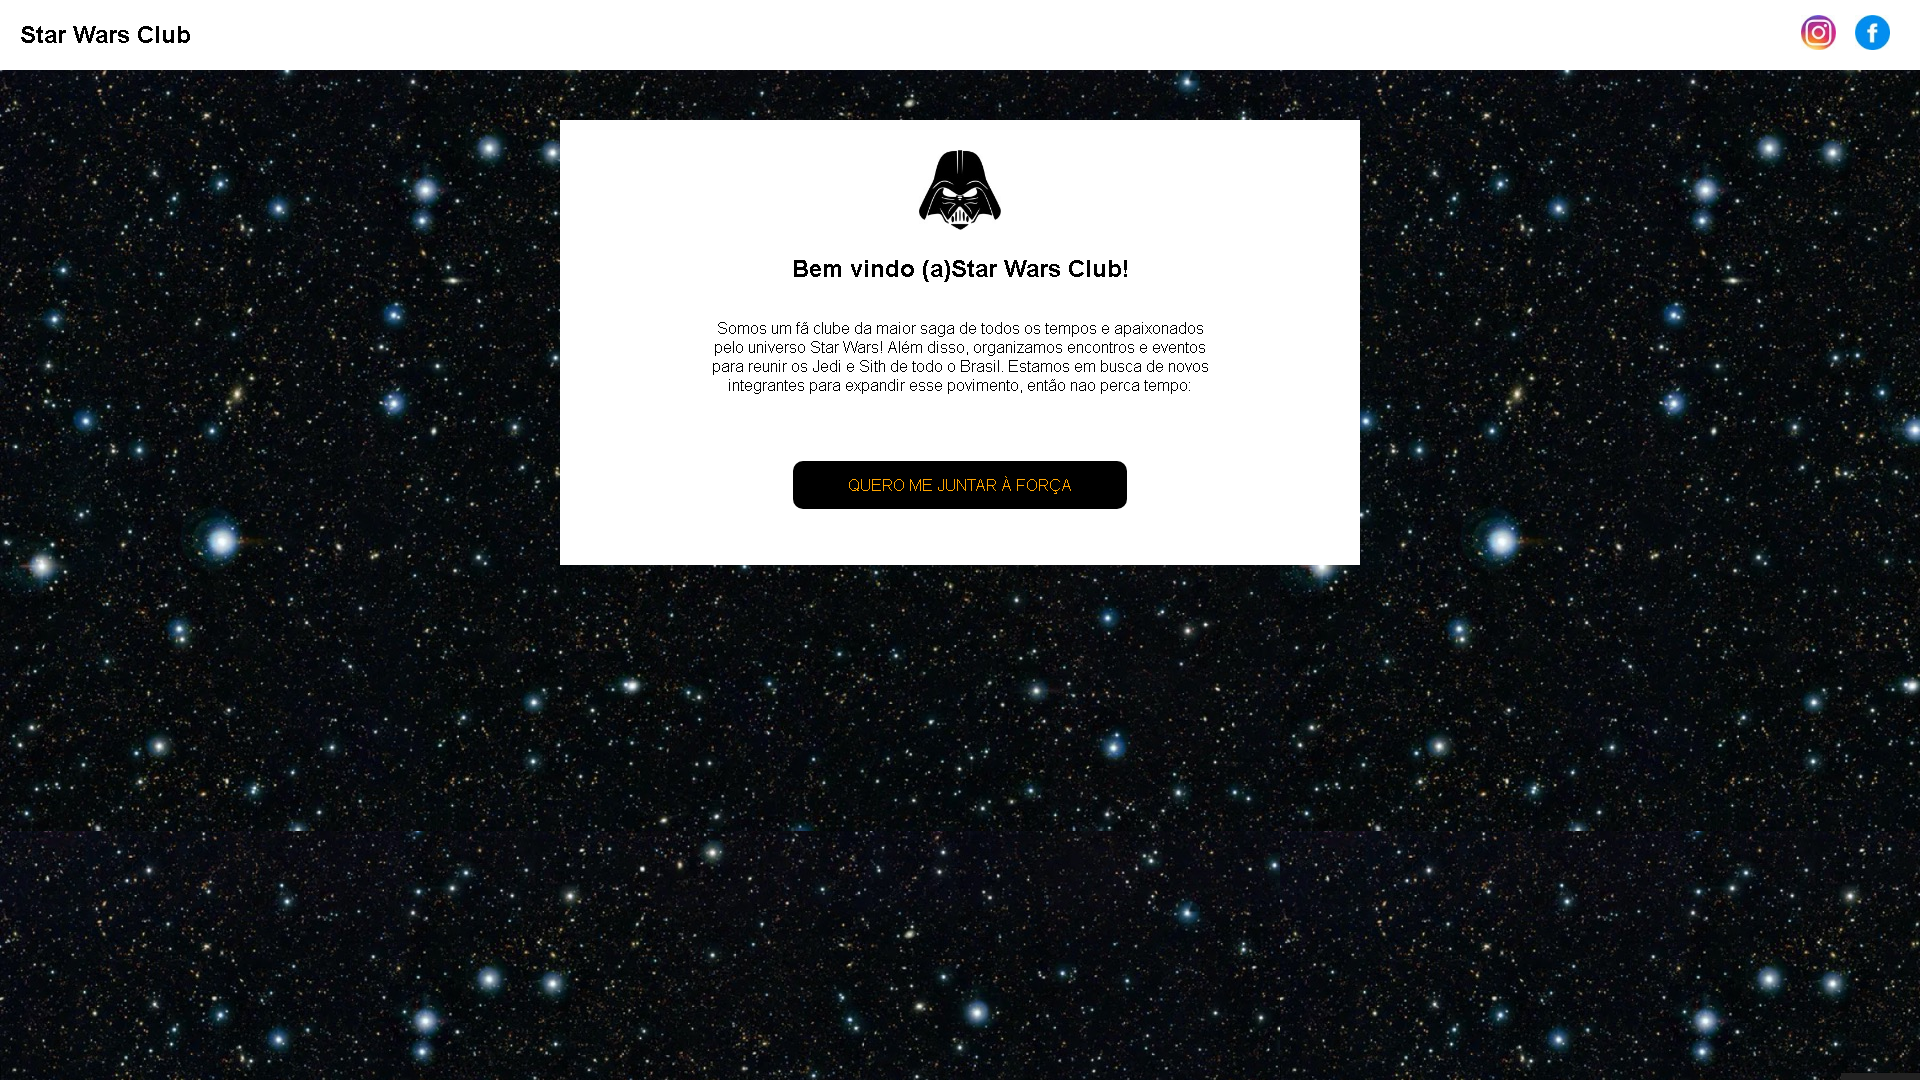 Star Wars Club
Bem vindo (a)Star Wars Club!
Somos um fã clube da maior saga de todos os tempos e apaixonados
pelo universo Star Wars! Além disso, organizamos encontros e eventos
para reunir os Jedi e Sith de todo o Brasil. Estamos em busca de novos
integrantes para expandir esse povimento, então nao perca tempo:
QUERO ME JUNTAR À FORÇA